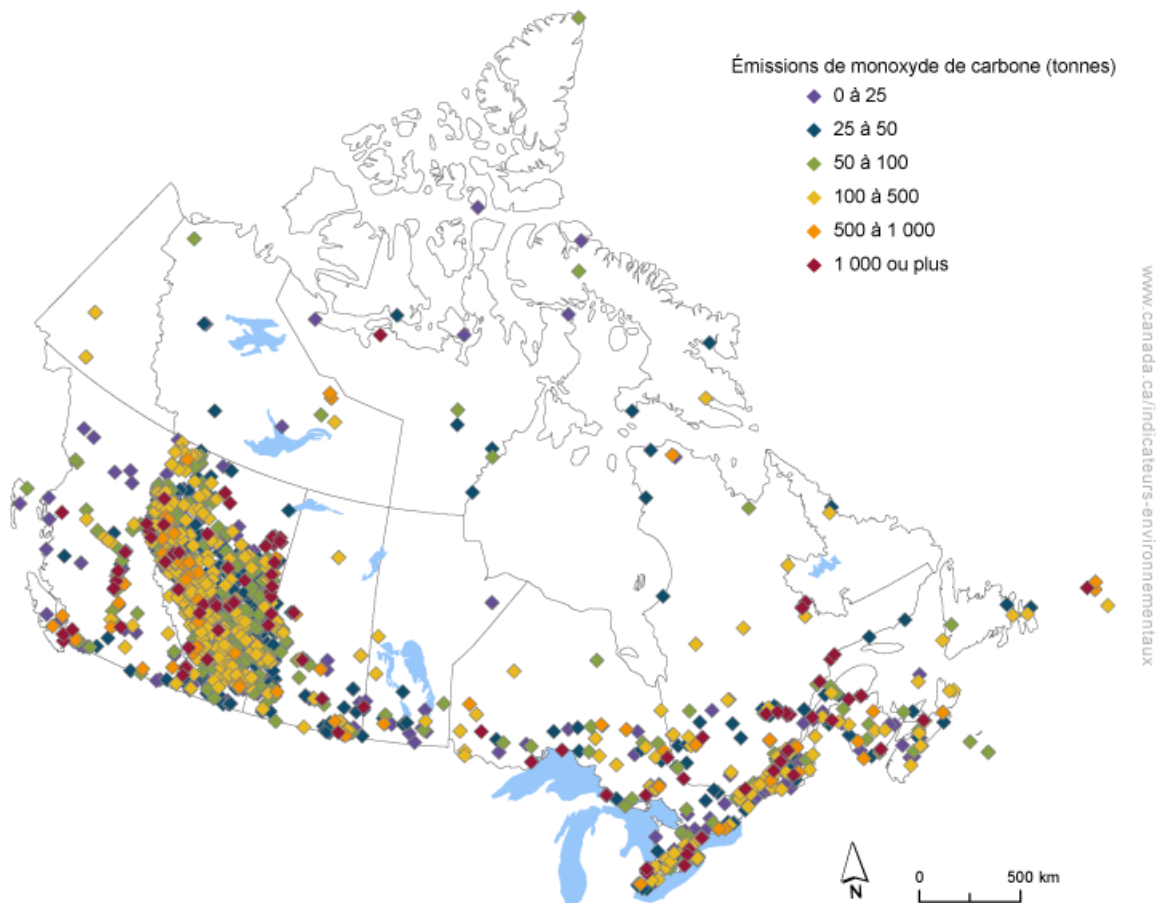 Émissions de monoxyde de carbone (tonnes)
0 à 25
25 à 50
50 à 100
100 à 500
500 à 1 000
1 000 ou plus
www.canada.ca/indicateurs-environnementaux
N
0 500 km